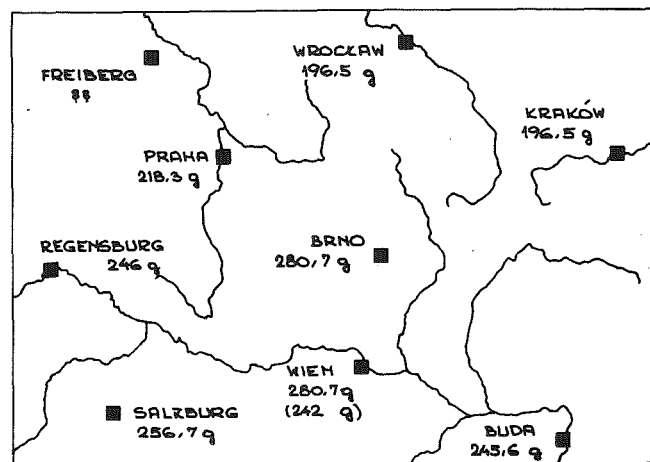 FREIBERG
??
WROCŁAW
196,5 g
KRAKÓW
196,5 g
PRAHA
218,3 g
REGENSBURG
246 g
BRNO
280,7 g
WIEN
280,7 g
(242 g)
SALZBURG
256,7 g
BUDA
245,6 g